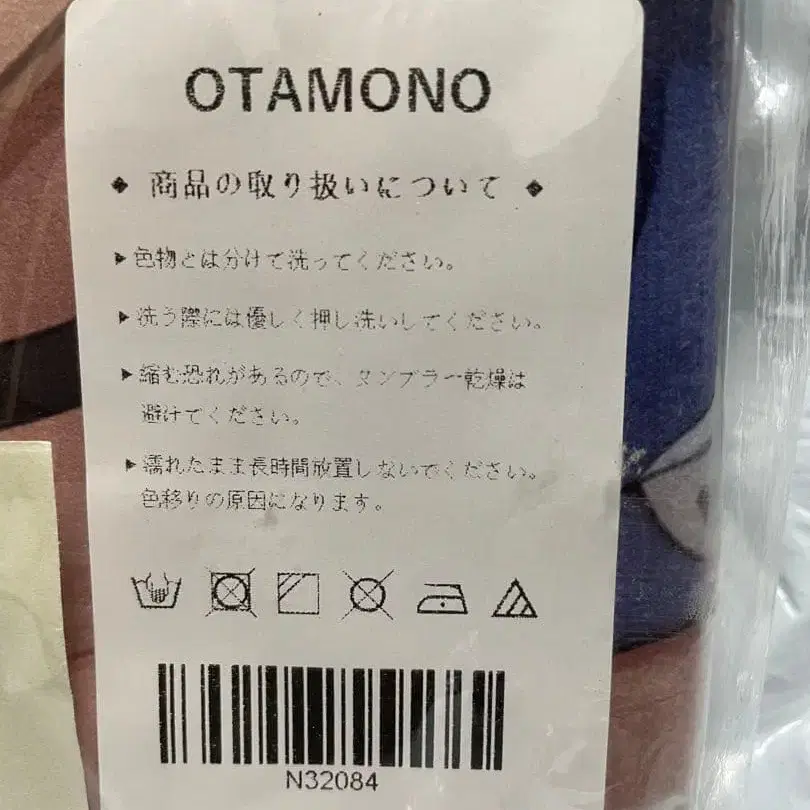 OTAMONO
◆ 商品の取り扱いについて ◆
▶色物とは分けて洗ってください。
▶洗う際には優しく押し洗いしてください。
▶縮む恐れがあるので、タンブラー乾燥は
避けてください。
▶濡れたまま長時間放置しないでください。
色移りの原因になります。
N32084